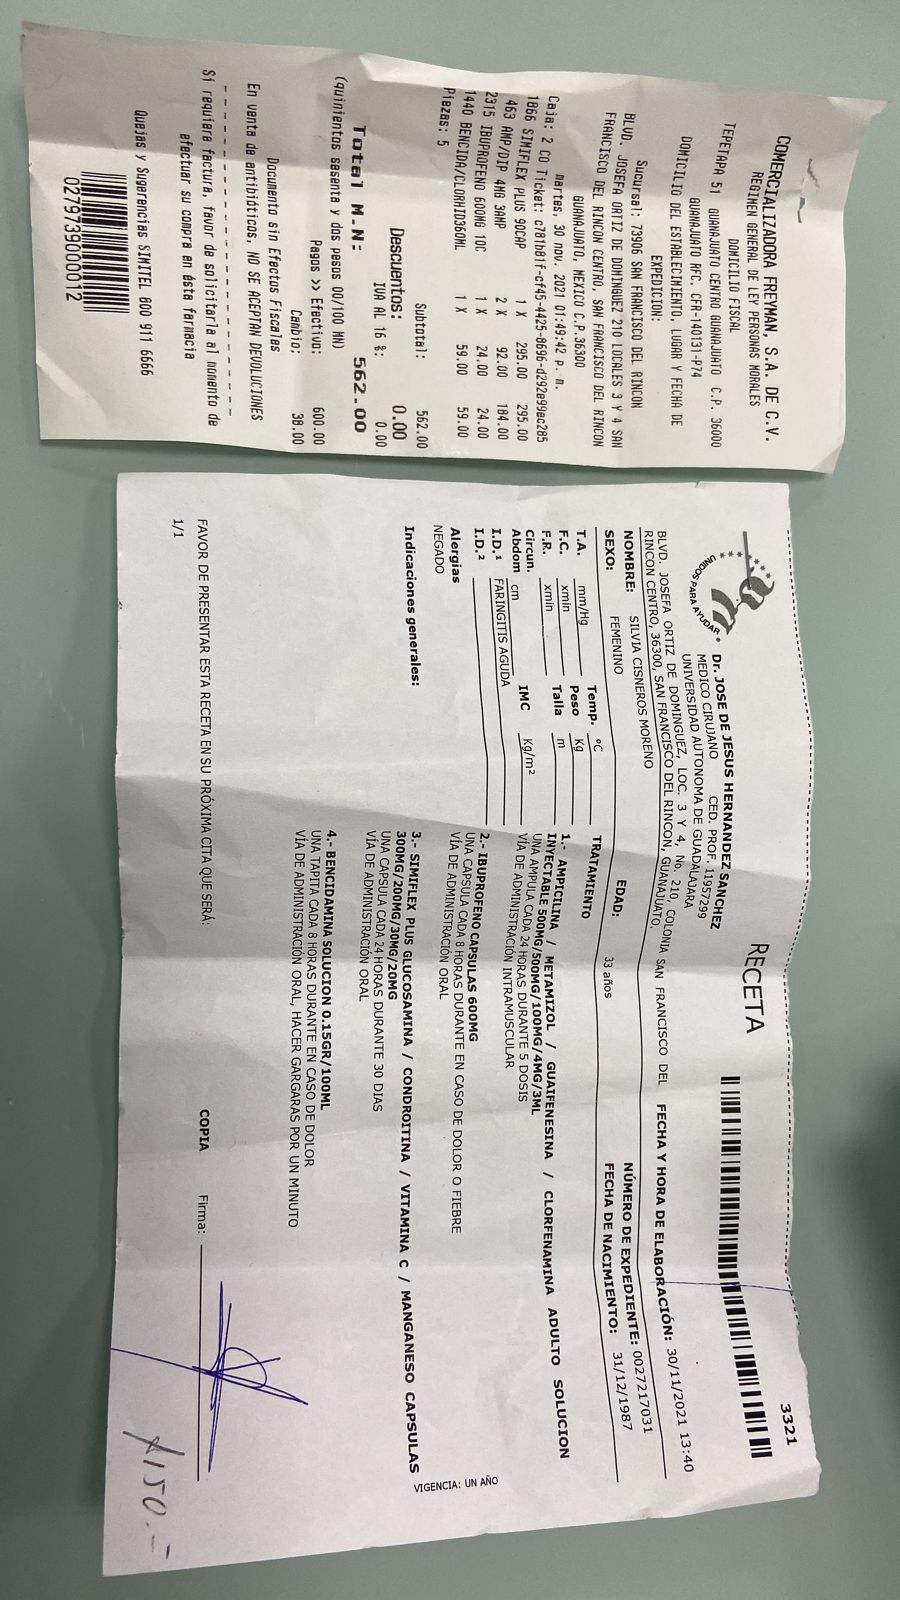 COMERCIALIZADORA FREYMAN, S.A. DE C.V.
REGIMEN GENERAL DE LEY PERSONAS MORALES
DOMICILIO FISCAL
TEPETAPA 51 GUANAJUATO CENTRO GUANAJUATO C.P. 36000
GUANAJUATO RFC. CFR-140131-P74
DOMICILIO DEL ESTABLECIMIENTO, LUGAR Y FECHA DE
EXPEDICION:
Sucursal: 73906 SAN FRANCISCO DEL RINCON
BLVD. JOSEFA ORTIZ DE DOMINGUEZ 210 LOCALES 3 Y 4 SAN
FRANCISCO DEL RINCON CENTRO, SAN FRANCISCO DEL RINCON
GUANAJUATO, MEXICO C.P.36300
martes, 30 nov. 2021 01:49:42 p. m.
Caja: 2 CO Ticket: c781b81f-cf45-4425-8696-d292e99ec285
1866 SIMIFLEX PLUS 90CAP 1 X 295.00 295.00
463 AMP/DIP 4MG 3AMP 2 X 92.00 184.00
2315 IBUPROFENO 600MG 10C 1 X 24.00 24.00
1440 BENCIDA/CLORHID360ML 1 X 59.00 59.00
Piezas: 5
Subtotal: 562.00
Descuentos: 0.00
IVA AL 16 %: 0.00
Total M.N: 562.00
(quinientos sesenta y dos pesos 00/100 MN)
Pagos >> Efectivo: 600.00
Cambio: 38.00
Documento sin Efectos Fiscales
En venta de antibióticos, NO SE ACEPTAN DEVOLUCIONES
Si requiere factura, favor de solicitarla al momento de
efectuar su compra en ésta farmacia
Quejas y Sugerencias SIMITEL 800 911 6666
0279739000012
3321
RECETA
UNIDOS PARA AYUDAR
Dr. JOSE DE JESUS HERNANDEZ SANCHEZ
MEDICO CIRUJANO CED. PROF. 11957299
UNIVERSIDAD AUTONOMA DE GUADALAJARA
BLVD. JOSEFA ORTIZ DE DOMINGUEZ, LOC. 3 Y 4, No. 210, COLONIA SAN FRANCISCO DEL
RINCON CENTRO, 36300, SAN FRANCISCO DEL RINCON, GUANAJUATO.
FECHA Y HORA DE ELABORACIÓN: 30/11/2021 13:40
NOMBRE: SILVIA CISNEROS MORENO
NÚMERO DE EXPEDIENTE: 0027217031
SEXO: FEMENINO EDAD: 33 años FECHA DE NACIMIENTO: 31/12/1987
T.A. mm/Hg Temp. °C
F.C. xmin Peso Kg
F.R. xmin Talla m
Circun.
Abdom cm IMC Kg/m²
I.D.¹ FARINGITIS AGUDA
I.D.²
Alergias
NEGADO
Indicaciones generales:
TRATAMIENTO
1.- AMPICILINA / METAMIZOL / GUAIFENESINA / CLORFENAMINA ADULTO SOLUCION
INYECTABLE 500MG/500MG/100MG/4MG/3ML
UNA AMPULA CADA 24 HORAS DURANTE 5 DOSIS
VÍA DE ADMINISTRACIÓN INTRAMUSCULAR
2.- IBUPROFENO CAPSULAS 600MG
UNA CAPSULA CADA 8 HORAS DURANTE EN CASO DE DOLOR O FIEBRE
VÍA DE ADMINISTRACIÓN ORAL
3.- SIMIFLEX PLUS GLUCOSAMINA / CONDROITINA / VITAMINA C / MANGANESO CAPSULAS
300MG/200MG/30MG/20MG
UNA CAPSULA CADA 24 HORAS DURANTE 30 DIAS
VÍA DE ADMINISTRACIÓN ORAL
4.- BENCIDAMINA SOLUCION 0.15GR/100ML
UNA TAPITA CADA 8 HORAS DURANTE EN CASO DE DOLOR
VÍA DE ADMINISTRACIÓN ORAL, HACER GARGARAS POR UN MINUTO
VIGENCIA: UN AÑO
FAVOR DE PRESENTAR ESTA RECETA EN SU PRÓXIMA CITA QUE SERÁ:
COPIA
Firma:
1/1
150.-